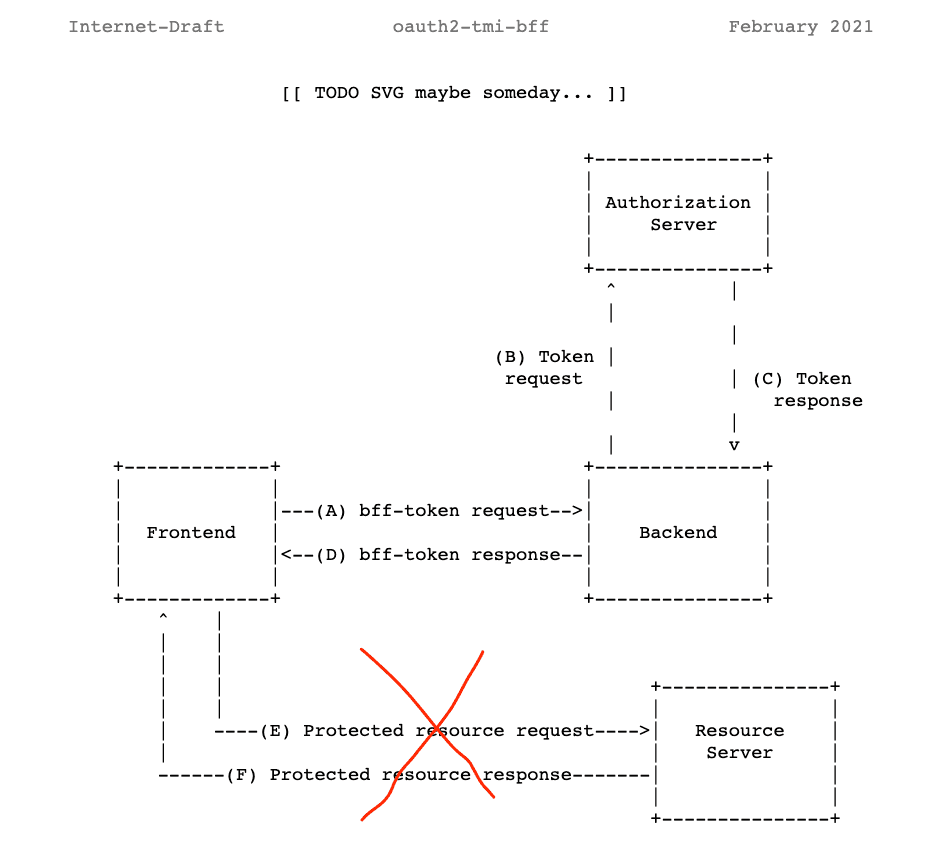 Internet-Draft oauth2-tmi-bff February 2021
[[ TODO SVG maybe someday... ]]
Authorization
Server
(B) Token
request
(C) Token
response
---(A) bff-token request-->
Frontend
Backend
<--(D) bff-token response--
----(E) Protected resource request---->
Resource
Server
------(F) Protected resource response-------